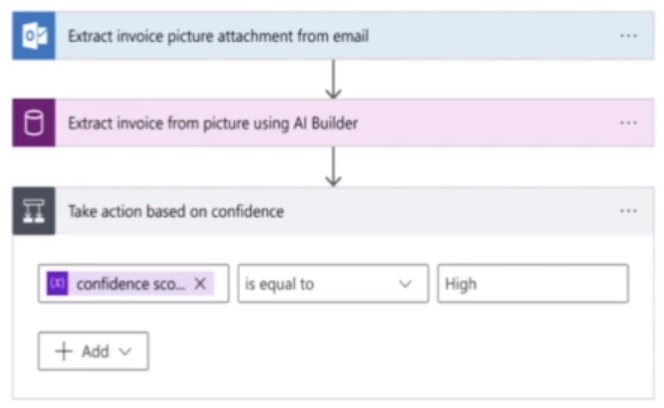 Extract invoice picture attachment from email
Extract invoice from picture using AI Builder
Take action based on confidence
{x} confidence sco... is equal to High
Add